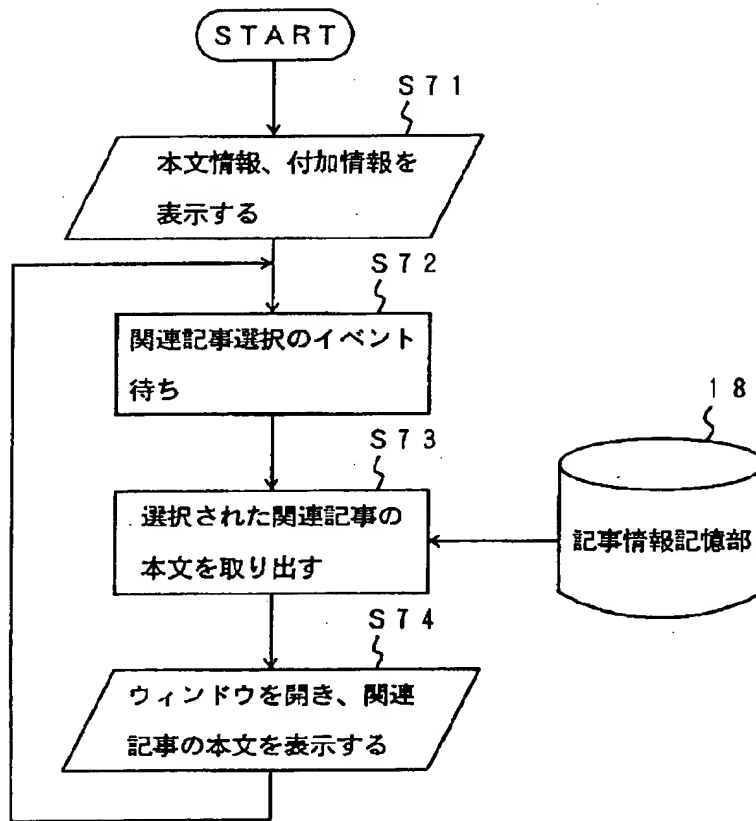 START
S71
本文情報、付加情報を
表示する
S72
関連記事選択のイベント
待ち
S73
選択された関連記事の
本文を取り出す
18
記事情報記憶部
S74
ウィンドウを開き、関連
記事の本文を表示する